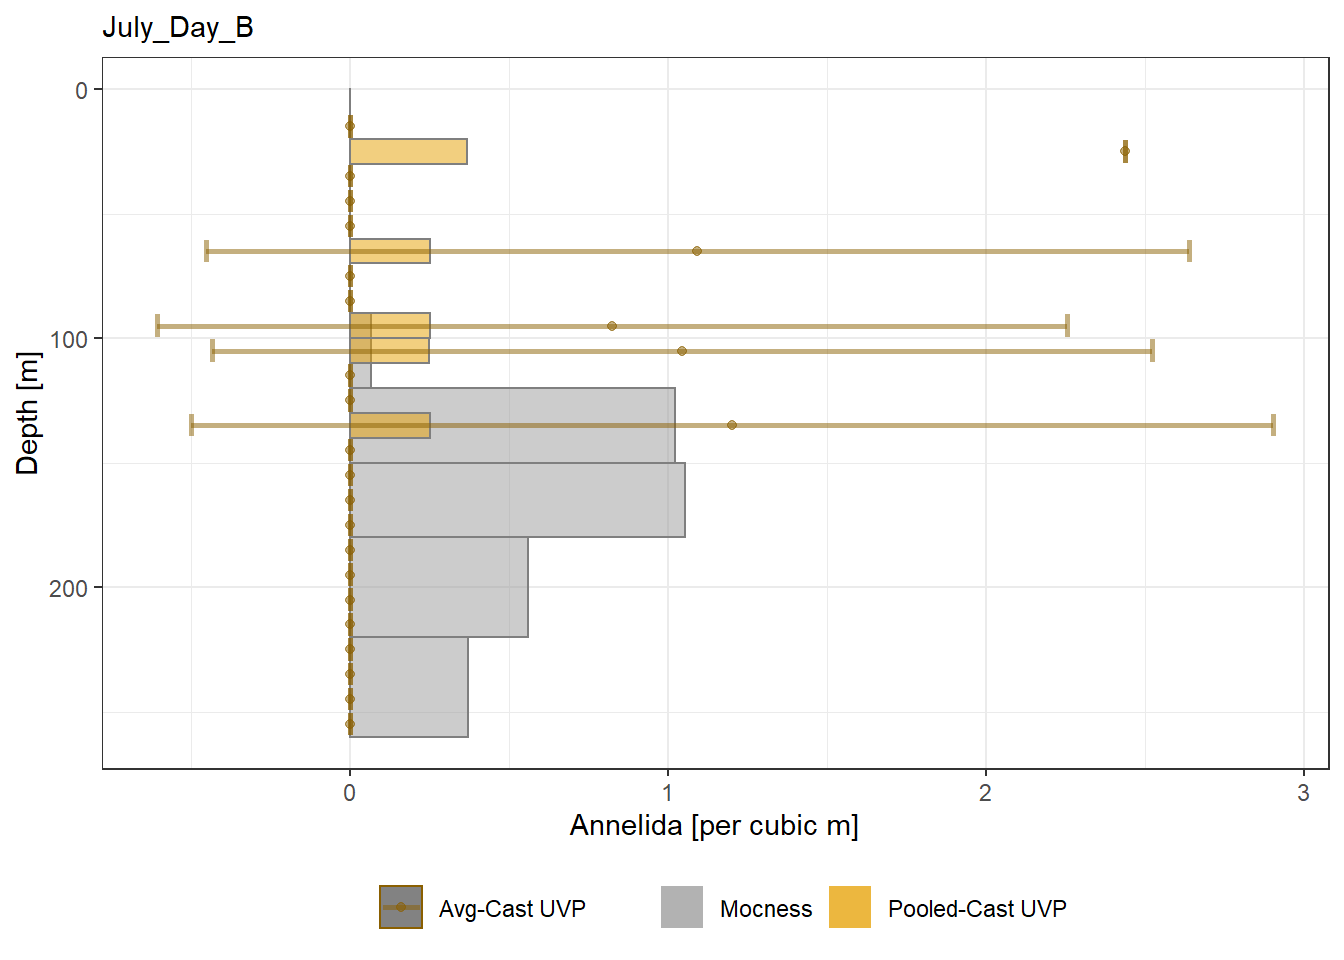 July_Day_B
0
100
200
Depth [m]
0 1 2 3
Annelida [per cubic m]
Avg-Cast UVP Mocness Pooled-Cast UVP